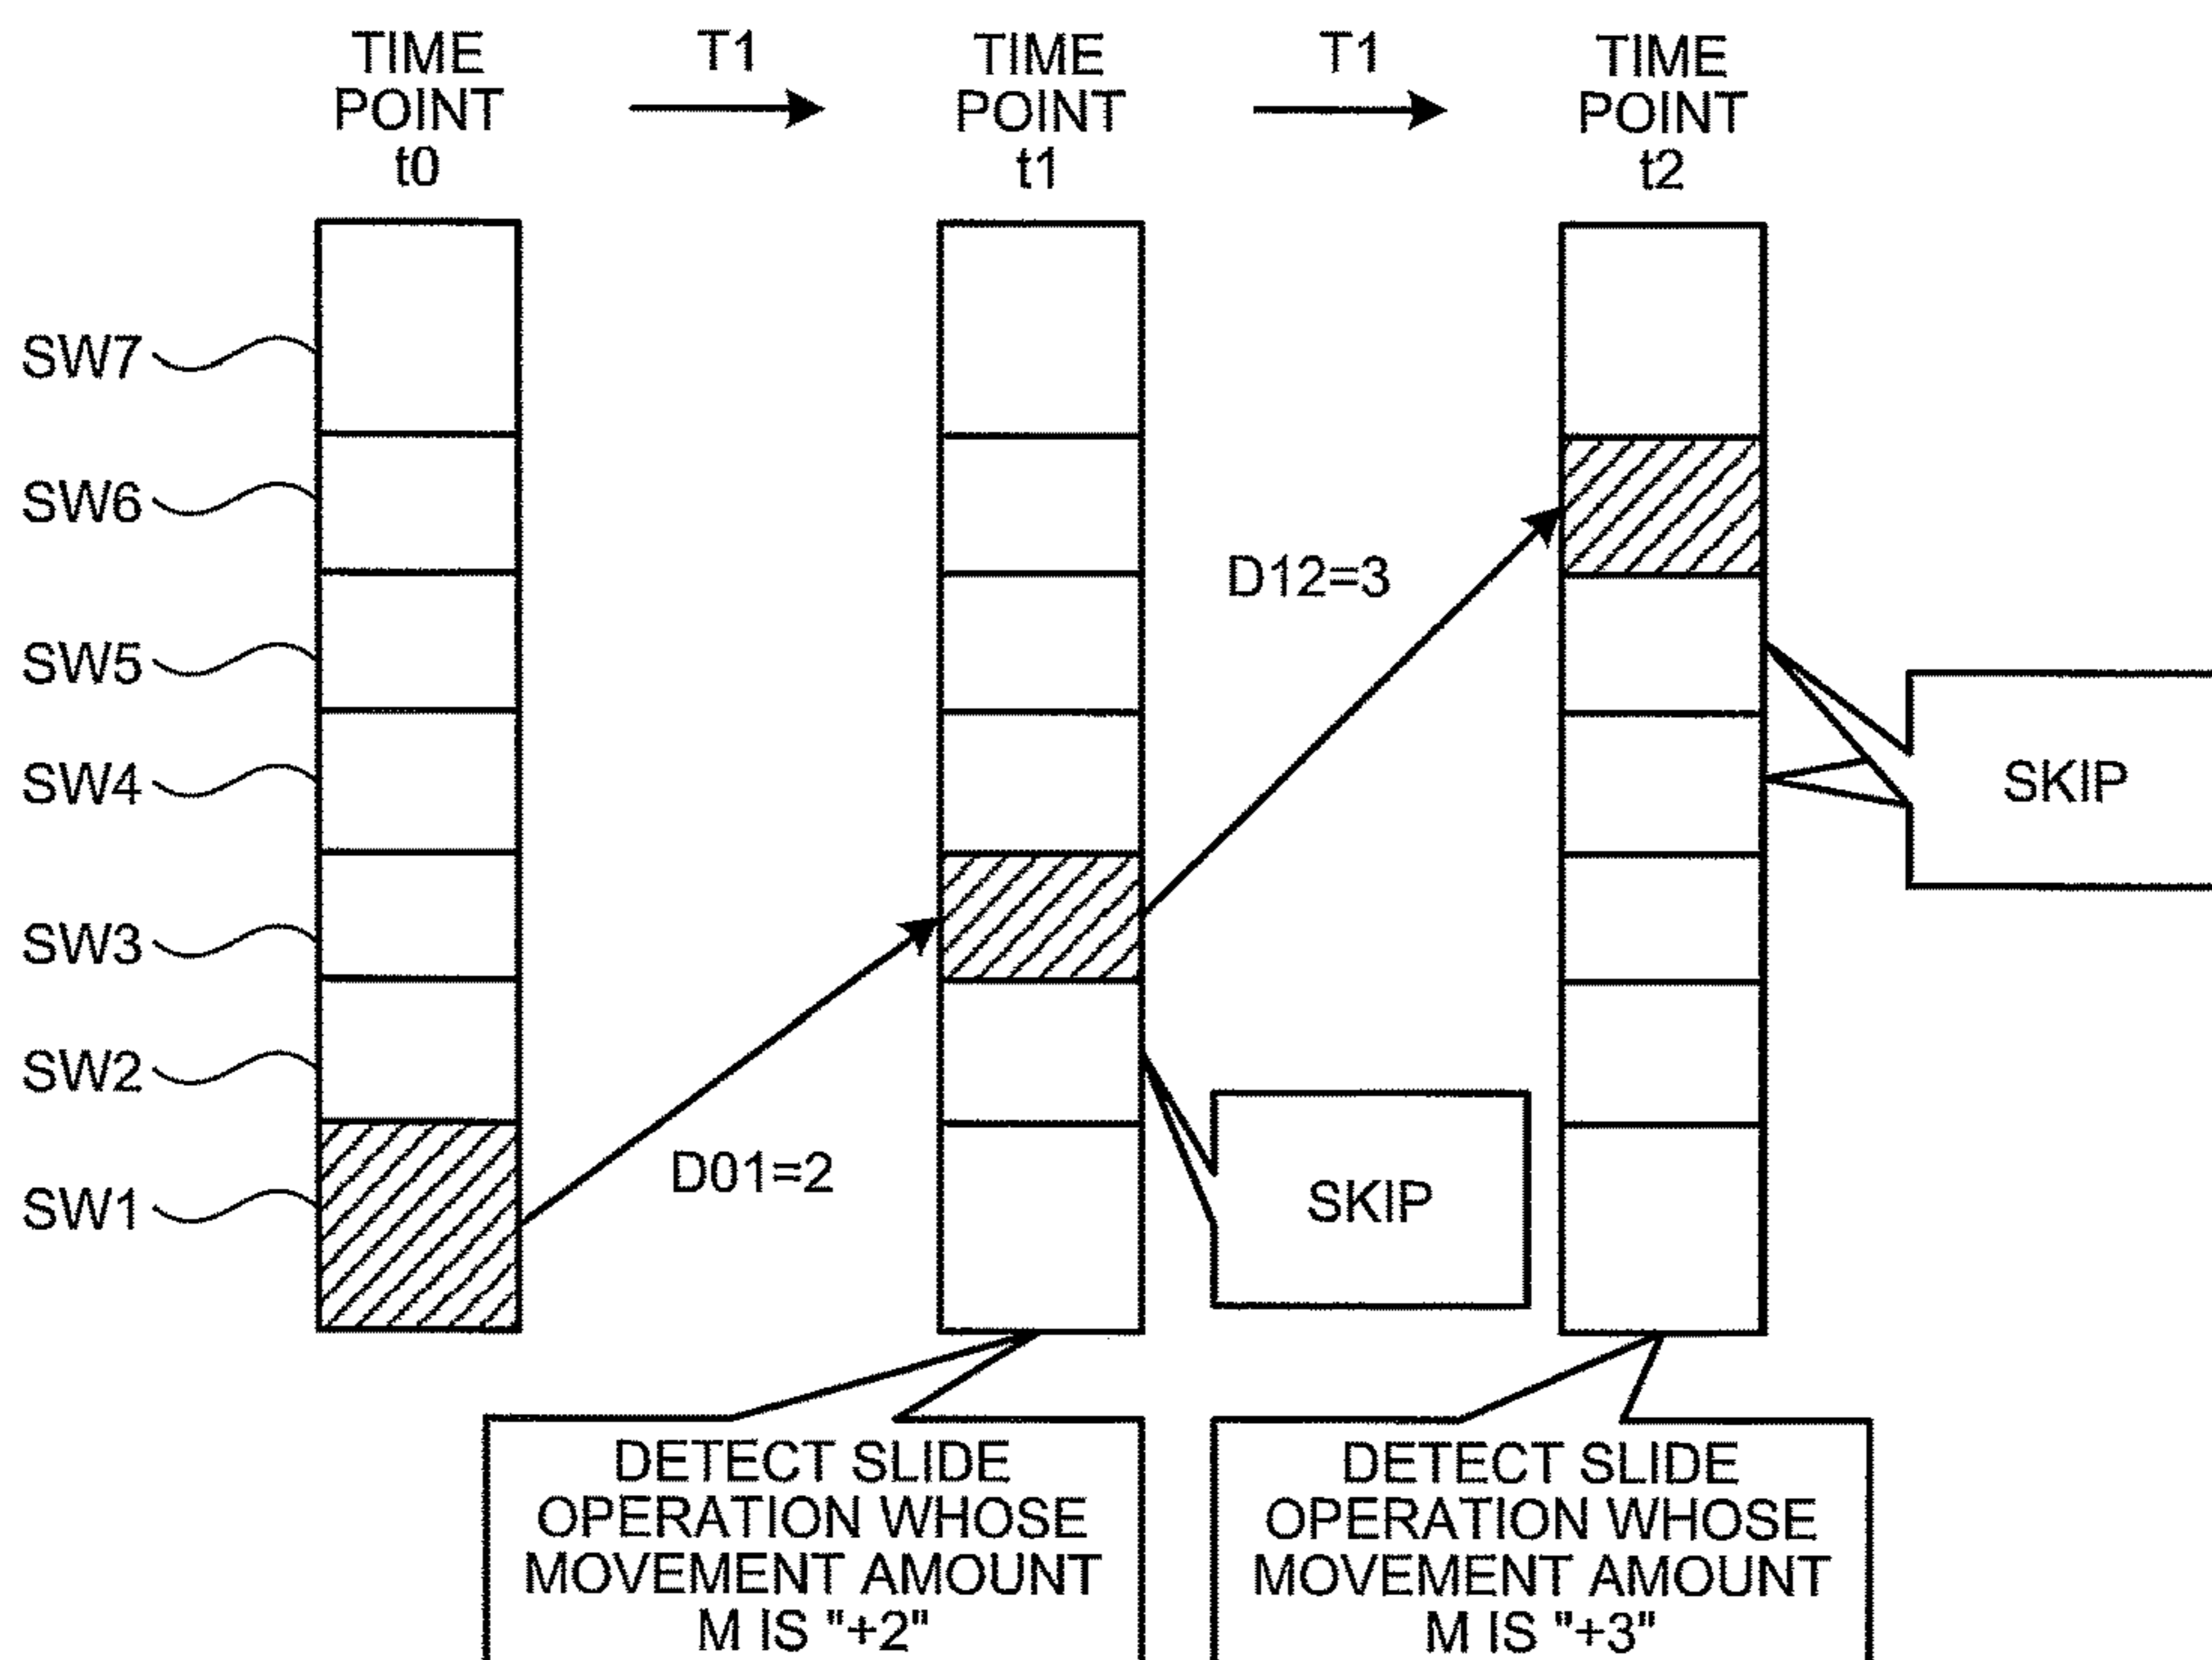 TIME
POINT
t0
T1
TIME
POINT
t1
T1
TIME
POINT
t2
SW7
SW6
SW5
SW4
SW3
SW2
SW1
D01=2
D12=3
SKIP
SKIP
DETECT SLIDE
OPERATION WHOSE
MOVEMENT AMOUNT
M IS "+2"
DETECT SLIDE
OPERATION WHOSE
MOVEMENT AMOUNT
M IS "+3"